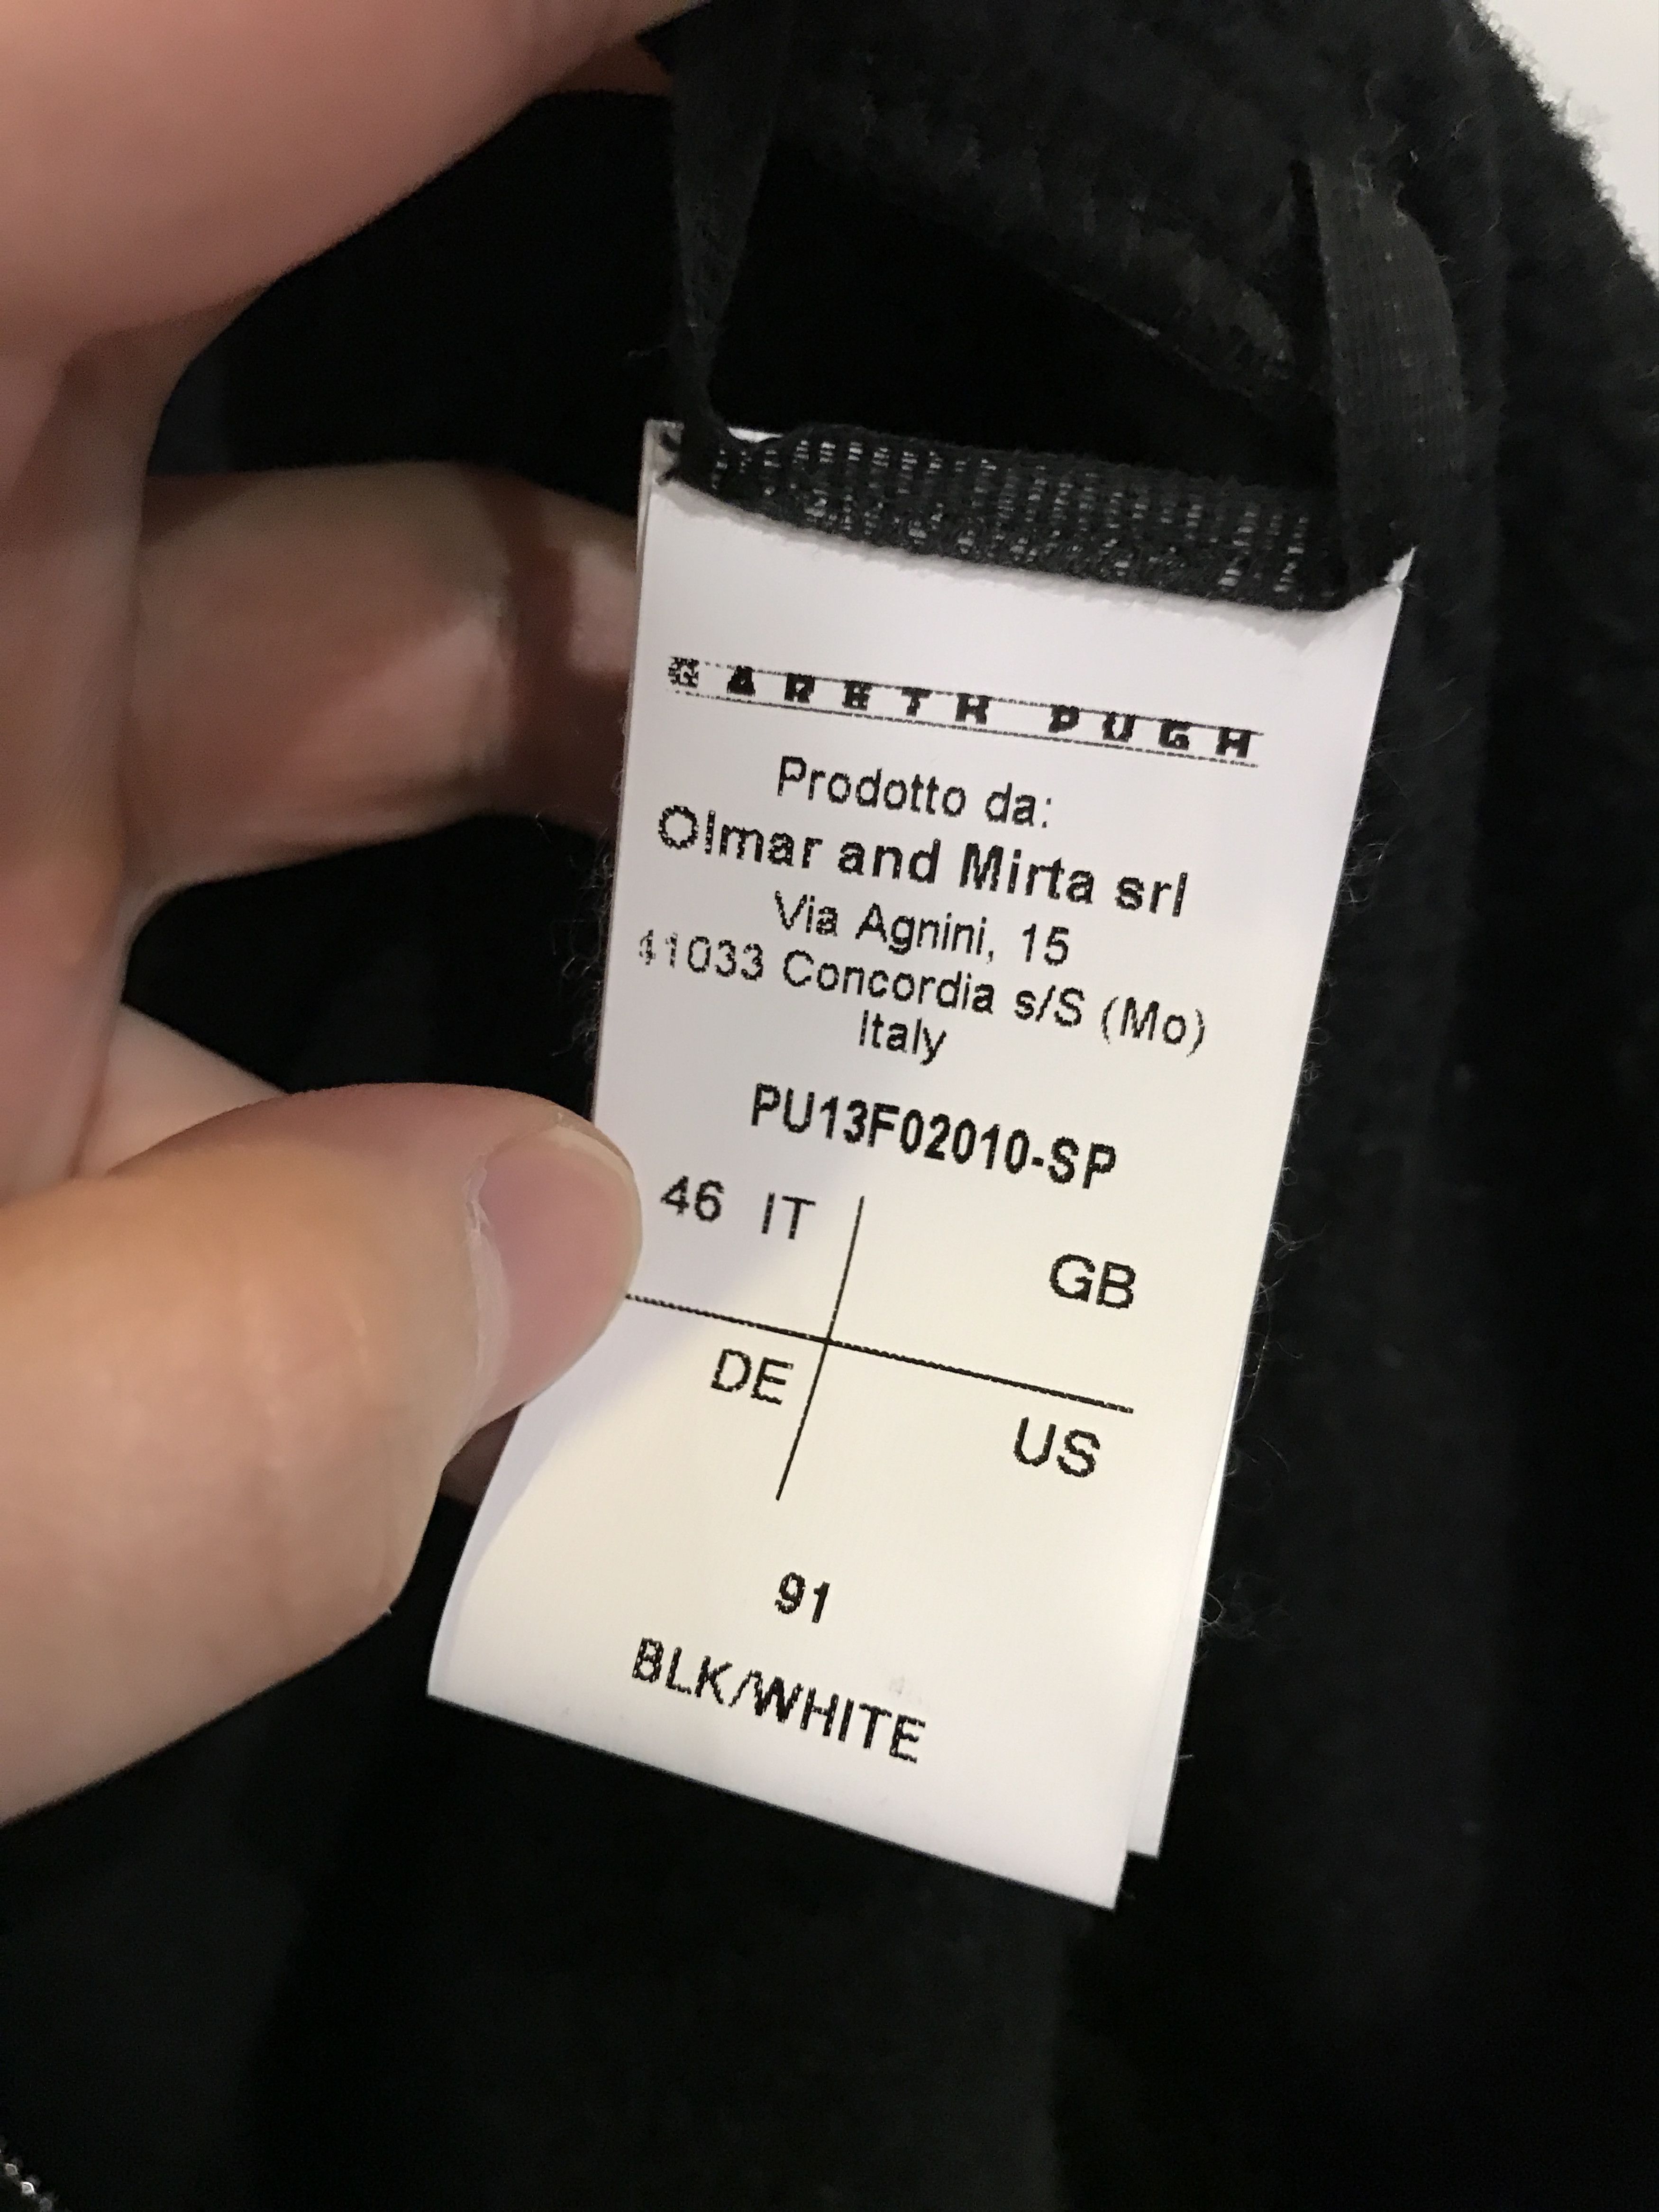 GARETH PUGH
Prodotto da:
Olmar and Mirta srl
Via Agnini, 15
41033 Concordia s/S (Mo)
Italy
PU13F02010-SP
46 IT
GB
DE
US
91
BLK/WHITE